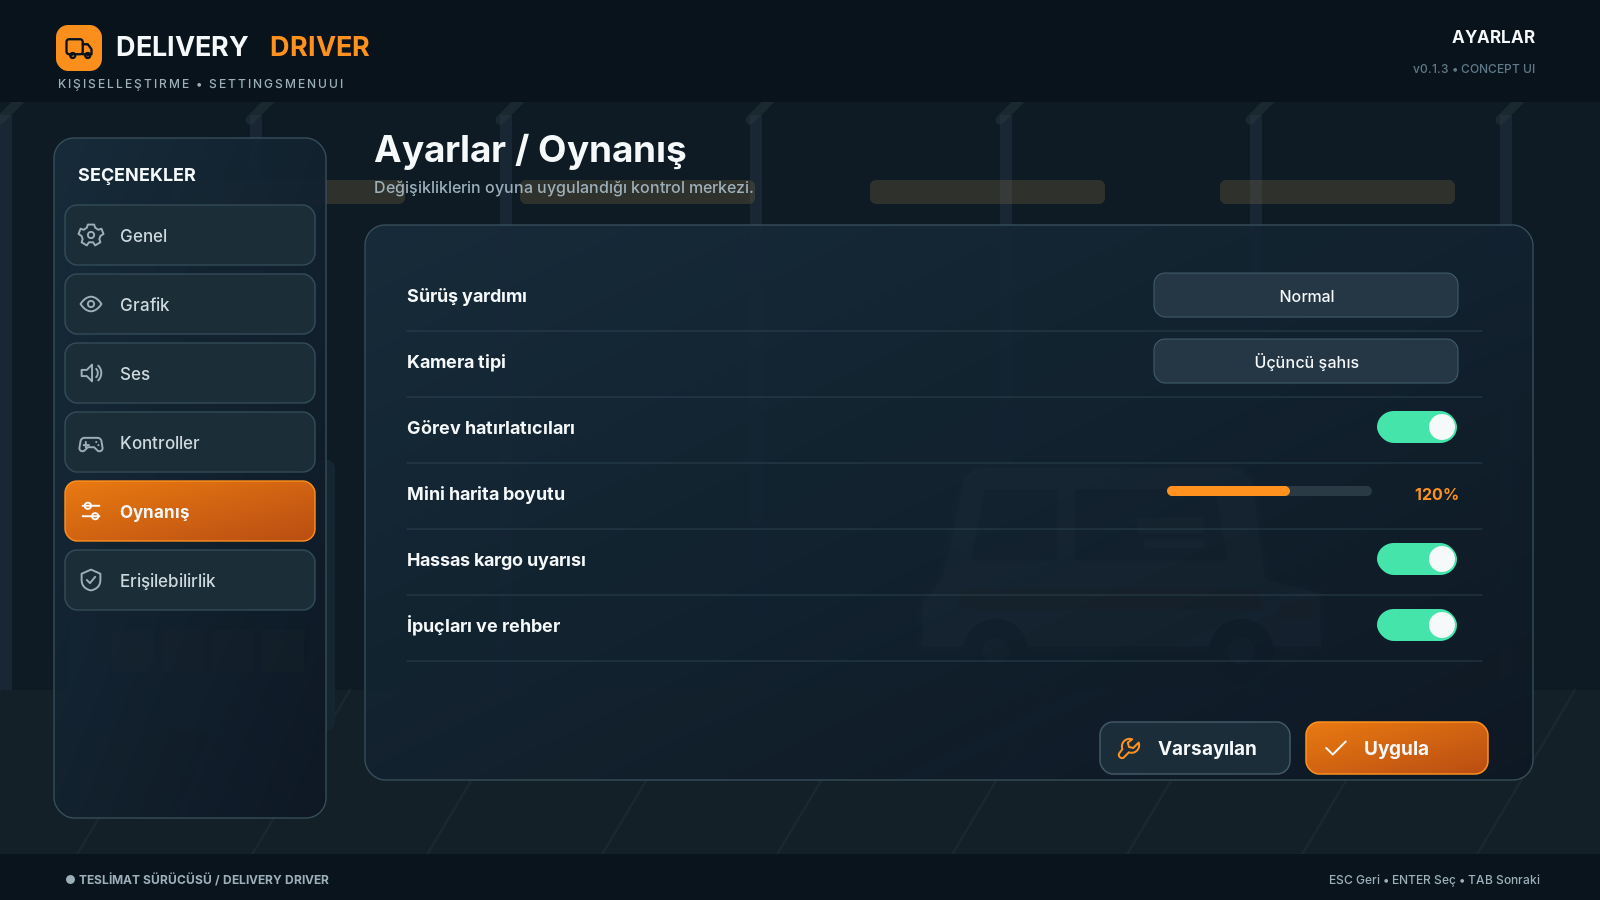 DELIVERY DRIVER
KIŞISELLEŞTIRME • SETTINGSMENUUI
AYARLAR
v0.1.3 • CONCEPT UI
SEÇENEKLER
Genel
Grafik
Ses
Kontroller
Oynanış
Erişilebilirlik
Ayarlar / Oynanış
Değişikliklerin oyuna uygulandığı kontrol merkezi.
Sürüş yardımı
Normal
Kamera tipi
Üçüncü şahıs
Görev hatırlatıcıları
Mini harita boyutu
120%
Hassas kargo uyarısı
İpuçları ve rehber
Varsayılan
Uygula
TESLİMAT SÜRÜCÜSÜ / DELIVERY DRIVER
ESC Geri • ENTER Seç • TAB Sonraki